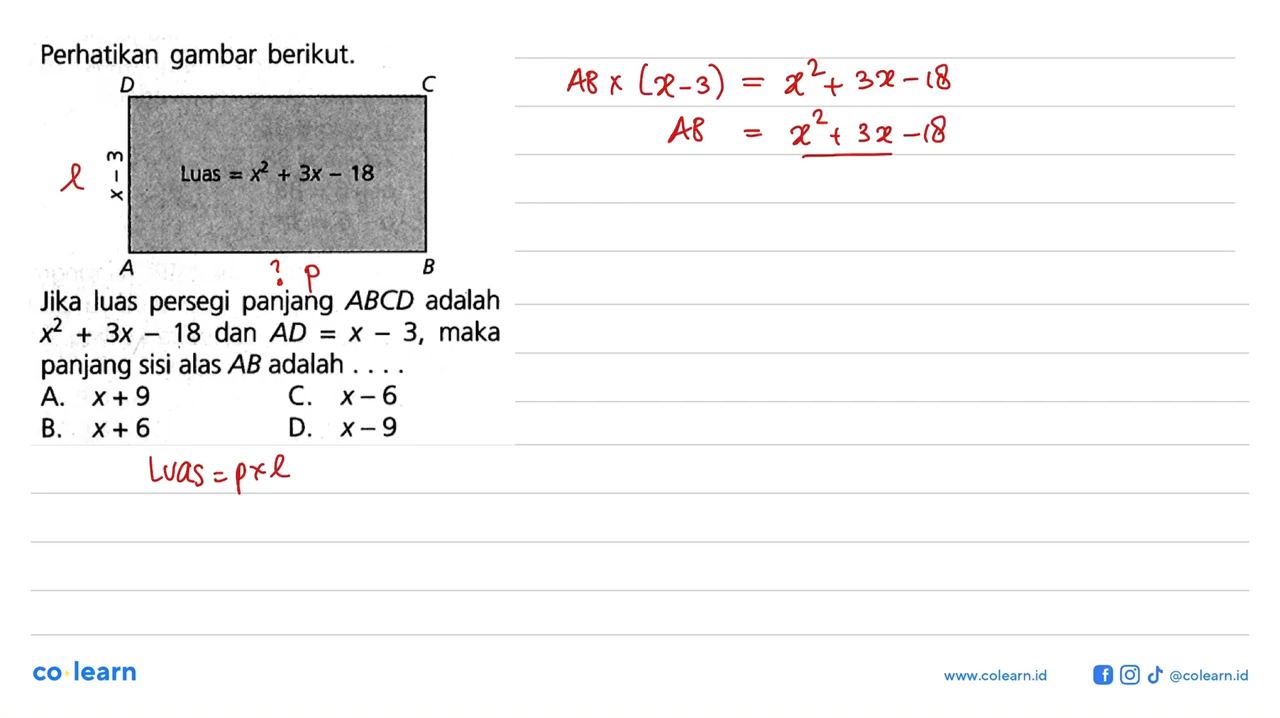 Perhatikan gambar berikut.
D C
x - 3
l
Luas = x² + 3x - 18
A ? p B
Jika luas persegi panjang ABCD adalah
x² + 3x - 18 dan AD = x - 3, maka
panjang sisi alas AB adalah . . . .
A. x + 9 C. x - 6
B. x + 6 D. x - 9
Luas = p x l
AB x (x - 3) = x² + 3x - 18
AB = x² + 3x - 18
co learn
www.colearn.id @colearn.id